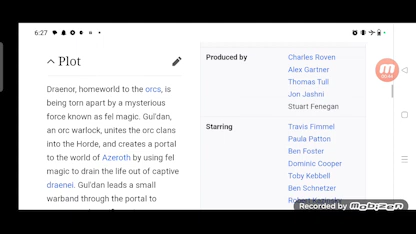 6:27
Plot
Draenor, homeworld to the orcs, is
being torn apart by a mysterious
force known as fel magic. Gul'dan,
an orc warlock, unites the orc clans
into the Horde, and creates a portal
to the world of Azeroth by using fel
magic to drain the life out of captive
draenei. Gul'dan leads a small
warband through the portal to
Produced by
Charles Roven
Alex Gartner
Thomas Tull
Jon Jashni
Stuart Fenegan
Starring
Travis Fimmel
Paula Patton
Ben Foster
Dominic Cooper
Toby Kebbell
Ben Schnetzer
Robert Kazinsky
Recorded by MOBIZEN